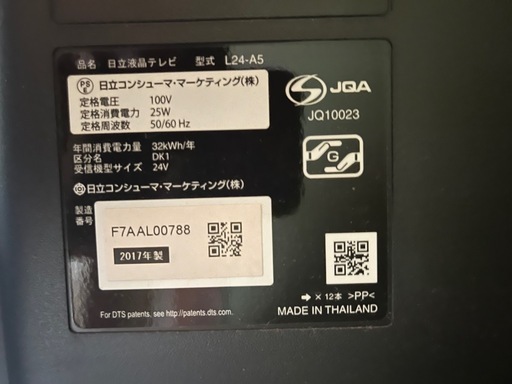 品名 日立液晶テレビ 型式 L24-A5
PSE
日立コンシューマ・マーケティング(株)
定格電圧 100V
定格消費電力 25W
定格周波数 50/60 Hz
S JQA
JQ10023
年間消費電力量 32kWh/年
区分名 DK1
受信機型サイズ 24V
G
日立コンシューマ・マーケティング(株)
製造
番号
F7AAL00788
2017年製
➡ × 12本 >PP<
For DTS patents, see http://patents.dts.com.
MADE IN THAILAND